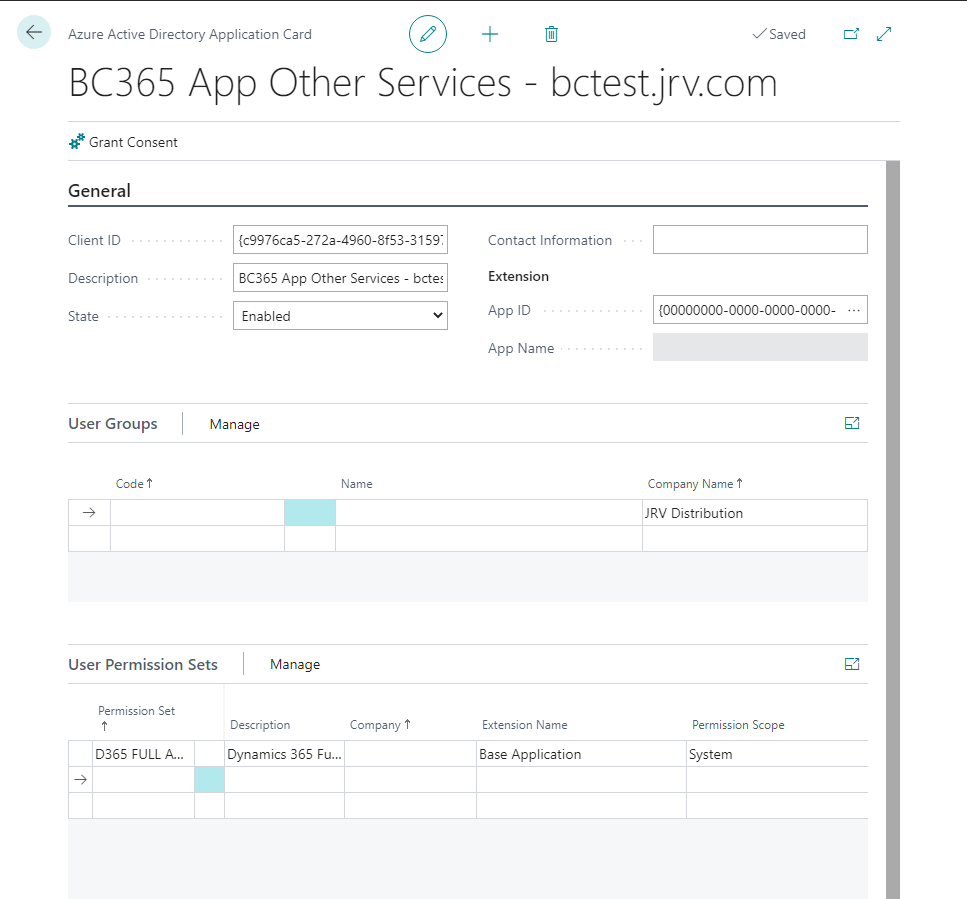 Azure Active Directory Application Card
Saved
BC365 App Other Services - bctest.jrv.com
Grant Consent
General
Client ID
{c9976ca5-272a-4960-8f53-31597
Contact Information
Description
BC365 App Other Services - bctes
Extension
State
Enabled
App ID
{00000000-0000-0000-0000- ...
App Name
User Groups
Manage
Code↑ Name Company Name↑
→ JRV Distribution
User Permission Sets
Manage
Permission Set
↑ Description Company↑ Extension Name Permission Scope
D365 FULL A... Dynamics 365 Fu... Base Application System
→